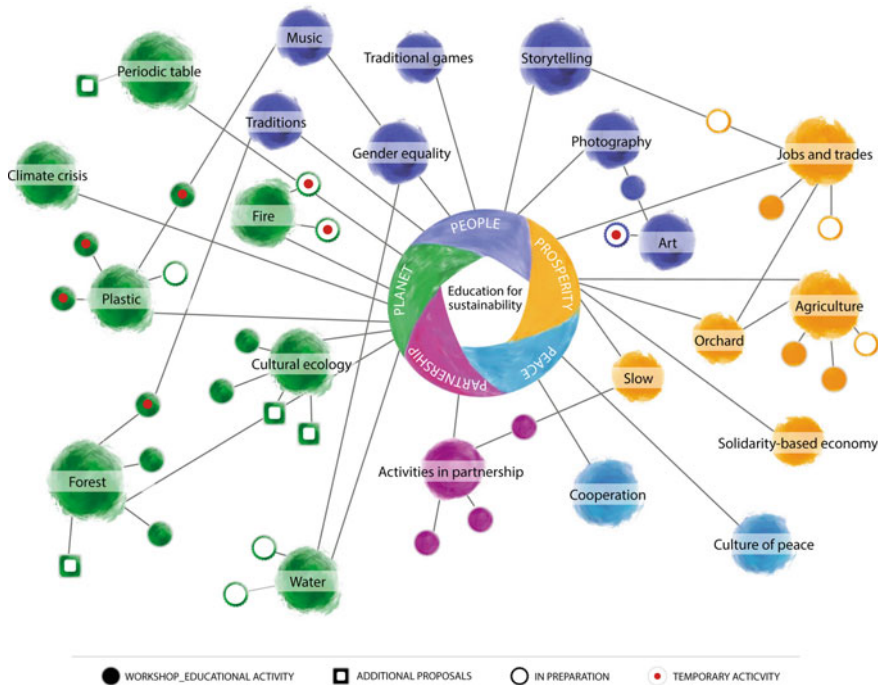 Music
Traditional games
Storytelling
Periodic table
Traditions
Gender equality
Photography
Jobs and trades
Climate crisis
Fire
Art
PEOPLE
PROSPERITY
PLANET
Education for
sustainability
PEACE
PARTNERSHIP
Plastic
Agriculture
Orchard
Cultural ecology
Slow
Solidarity-based economy
Forest
Activities in partnership
Cooperation
Culture of peace
Water
WORKSHOP_EDUCATIONAL ACTIVITY
ADDITIONAL PROPOSALS
IN PREPARATION
TEMPORARY ACTICVITY